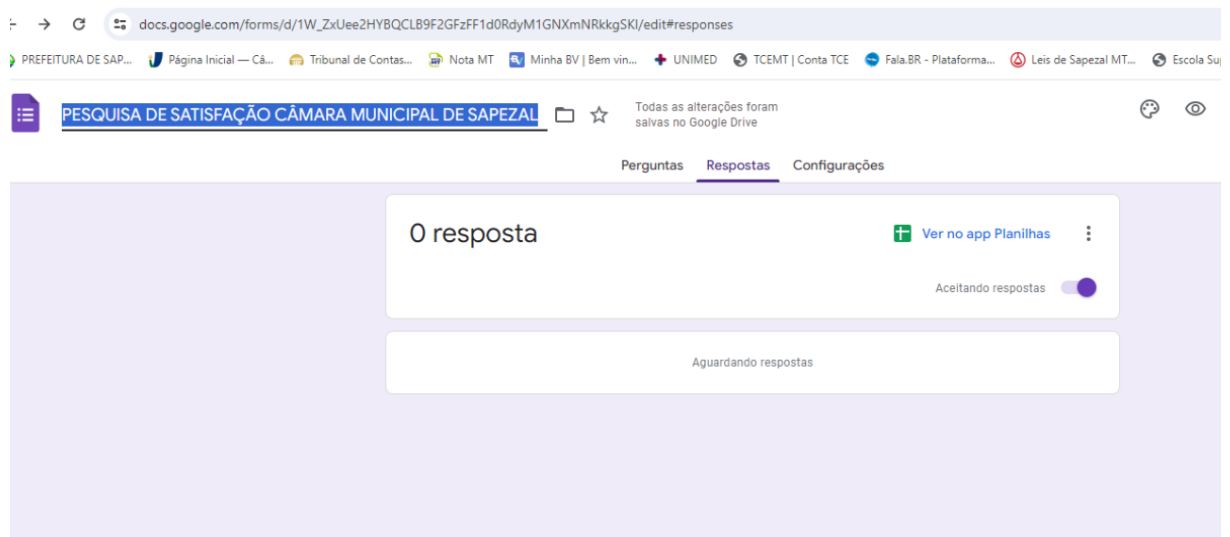 docs.google.com/forms/d/1W_ZxUee2HYBQCLB9F2GFzFF1d0RdyM1GNXmNRkkgSKI/edit#responses
PREFEITURA DE SAP... Página Inicial — Câ... Tribunal de Contas... Nota MT Minha BV | Bem vin... UNIMED TCEMT | Conta TCE Fala.BR - Plataforma... Leis de Sapezal MT... Escola Su
PESQUISA DE SATISFAÇÃO CÂMARA MUNICIPAL DE SAPEZAL
Todas as alterações foram
salvas no Google Drive
Perguntas Respostas Configurações
0 resposta
Ver no app Planilhas
Aceitando respostas
Aguardando respostas